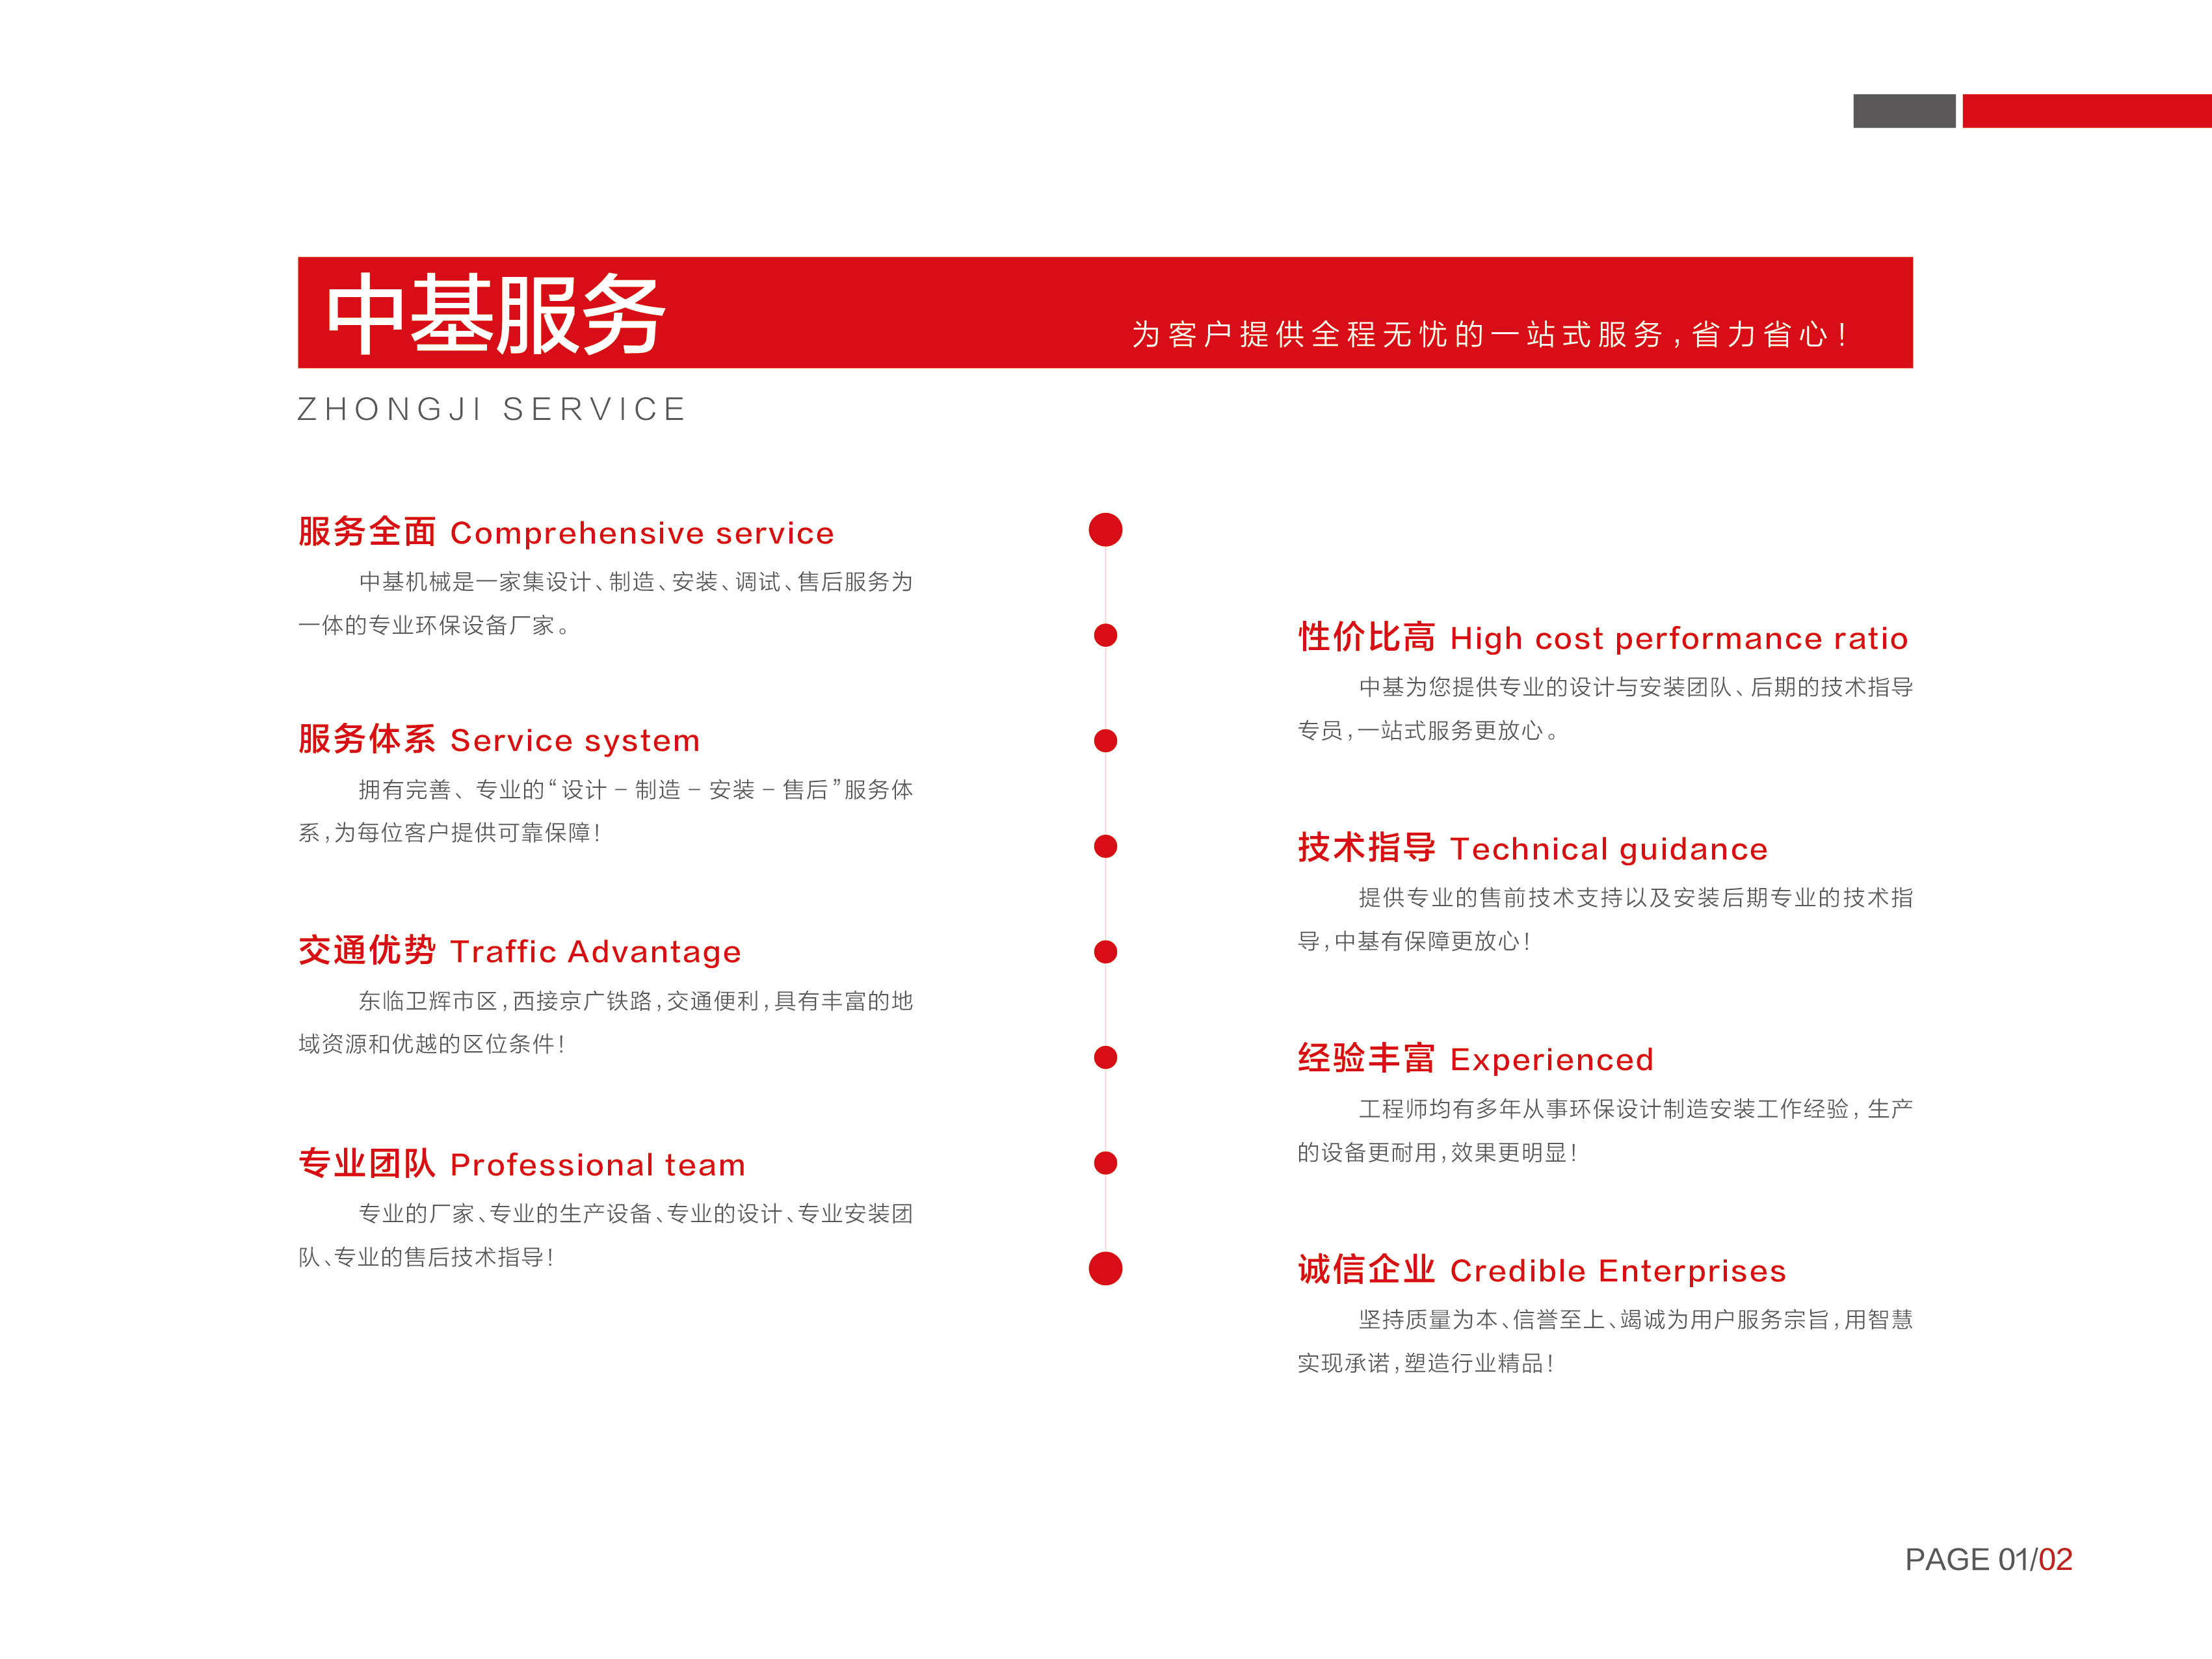 中基服务
为客户提供全程无忧的一站式服务,省力省心!
ZHONGJI SERVICE
服务全面 Comprehensive service
中基机械是一家集设计、制造、安装、调试、售后服务为
一体的专业环保设备厂家。
服务体系 Service system
拥有完善、专业的“设计－制造－安装－售后”服务体
系,为每位客户提供可靠保障!
交通优势 Traffic Advantage
东临卫辉市区,西接京广铁路,交通便利,具有丰富的地
域资源和优越的区位条件!
专业团队 Professional team
专业的厂家、专业的生产设备、专业的设计、专业安装团
队、专业的售后技术指导!
性价比高 High cost performance ratio
中基为您提供专业的设计与安装团队、后期的技术指导
专员,一站式服务更放心。
技术指导 Technical guidance
提供专业的售前技术支持以及安装后期专业的技术指
导,中基有保障更放心!
经验丰富 Experienced
工程师均有多年从事环保设计制造安装工作经验,生产
的设备更耐用,效果更明显!
诚信企业 Credible Enterprises
坚持质量为本、信誉至上、竭诚为用户服务宗旨,用智慧
实现承诺,塑造行业精品!
PAGE 01/02